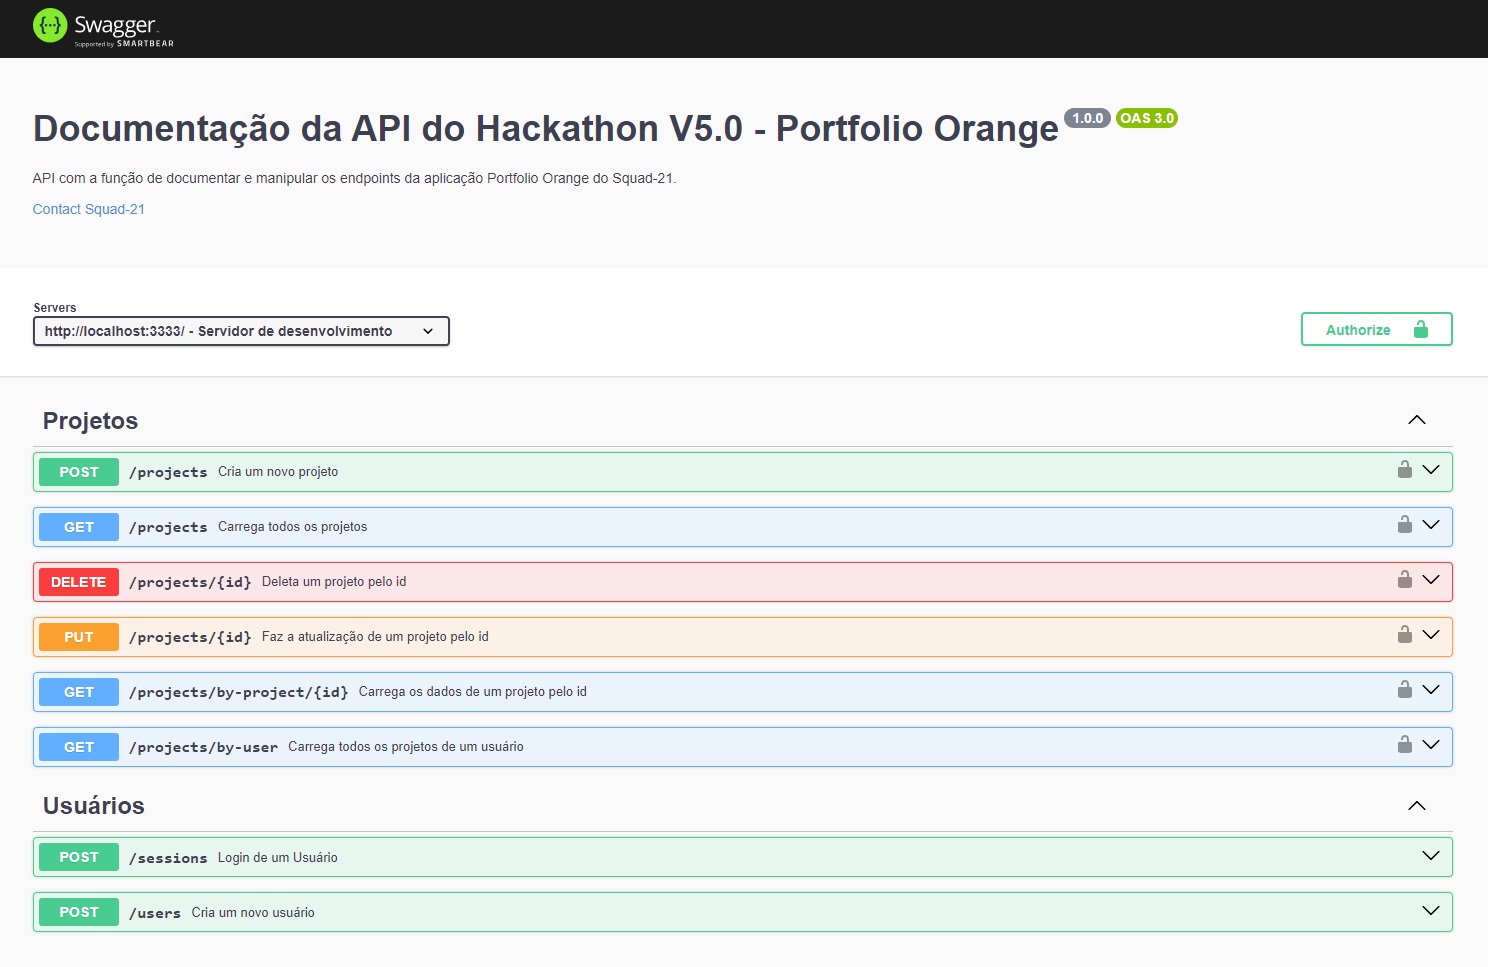 Swagger
Supported by SMARTBEAR
Documentação da API do Hackathon V5.0 - Portfolio Orange 1.0.0 OAS 3.0
API com a função de documentar e manipular os endpoints da aplicação Portfolio Orange do Squad-21.
Contact Squad-21
Servers
http://localhost:3333/ - Servidor de desenvolvimento
Authorize
Projetos
POST /projects Cria um novo projeto
GET /projects Carrega todos os projetos
DELETE /projects/{id} Deleta um projeto pelo id
PUT /projects/{id} Faz a atualização de um projeto pelo id
GET /projects/by-project/{id} Carrega os dados de um projeto pelo id
GET /projects/by-user Carrega todos os projetos de um usuário
Usuários
POST /sessions Login de um Usuário
POST /users Cria um novo usuário